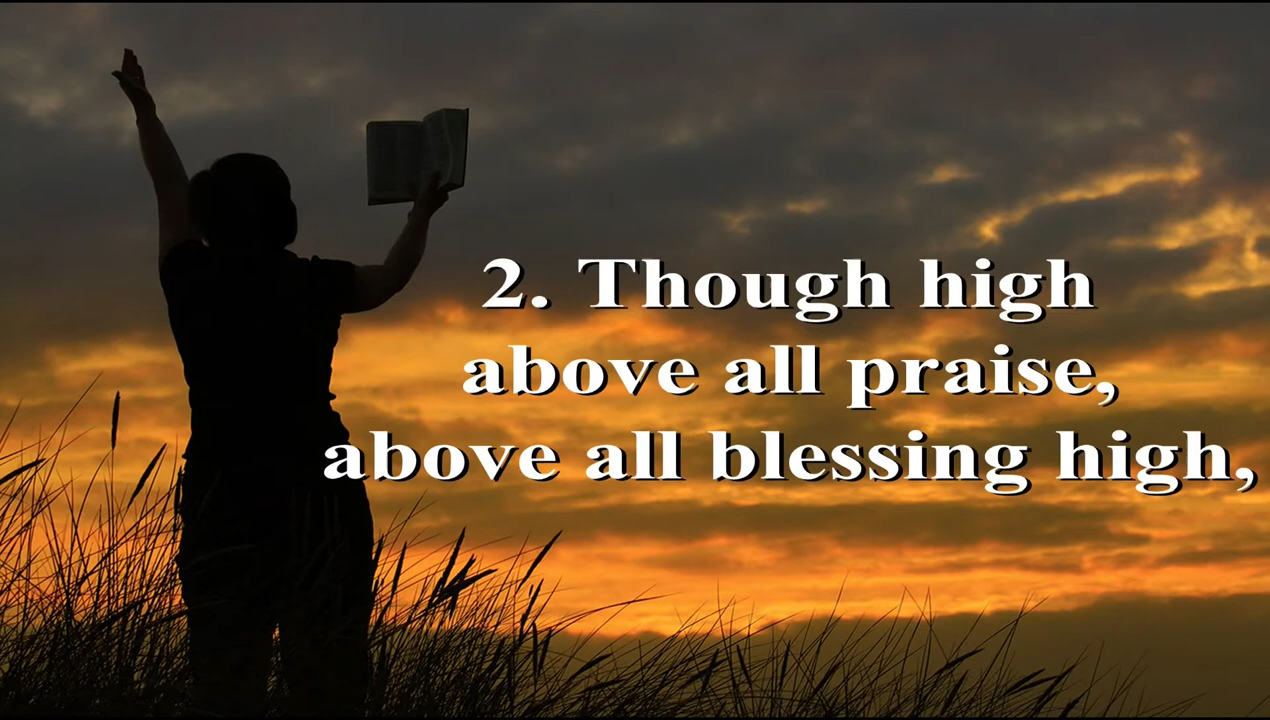 2. Though high
above all praise,
above all blessing high,